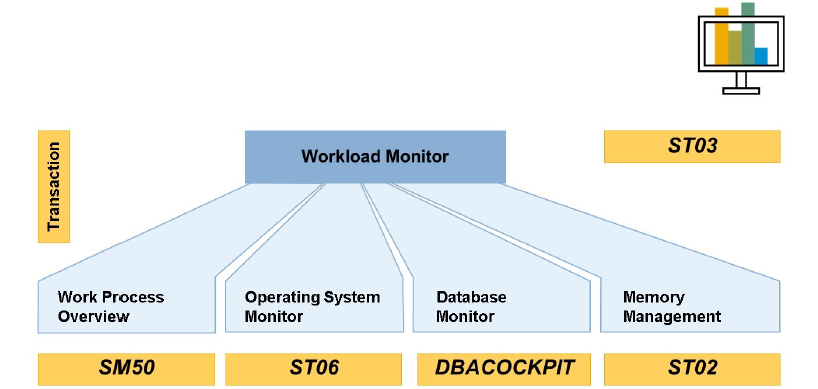 Transaction
Workload Monitor
ST03
Work Process
Overview
Operating System
Monitor
Database
Monitor
Memory
Management
SM50
ST06
DBACOCKPIT
ST02